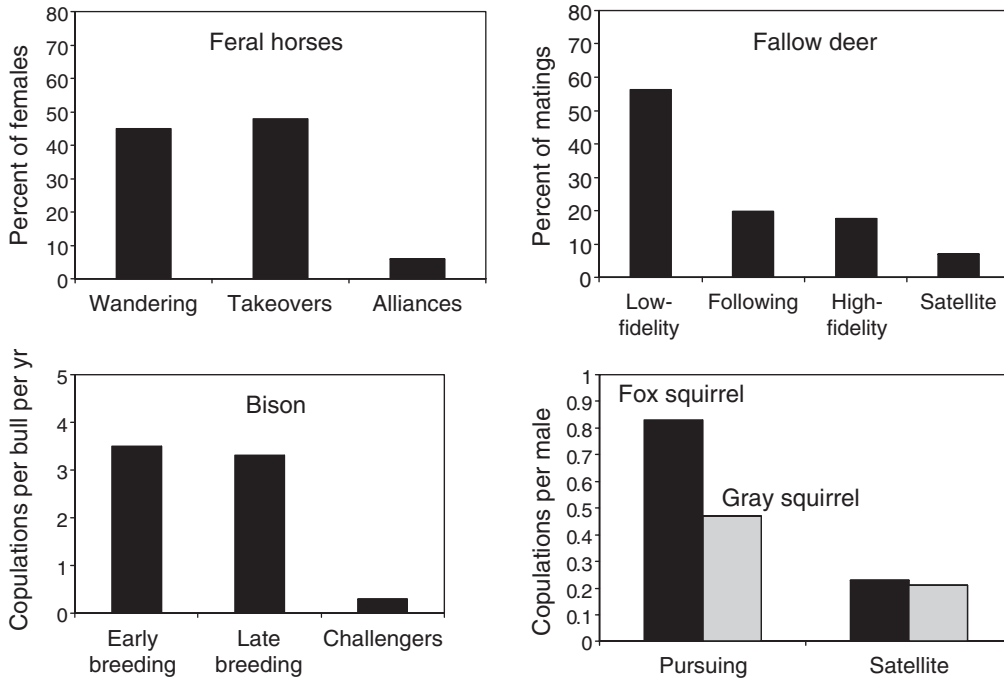 Feral horses
Percent of females
80
70
60
50
40
30
20
10
0
Wandering Takeovers Alliances
Fallow deer
Percent of matings
80
70
60
50
40
30
20
10
0
Low-
fidelity
Following
High-
fidelity
Satellite
Bison
Copulations per bull per yr
5
4
3
2
1
0
Early
breeding
Late
breeding
Challengers
Fox squirrel
Gray squirrel
Copulations per male
1
0.9
0.8
0.7
0.6
0.5
0.4
0.3
0.2
0.1
0
Pursuing Satellite